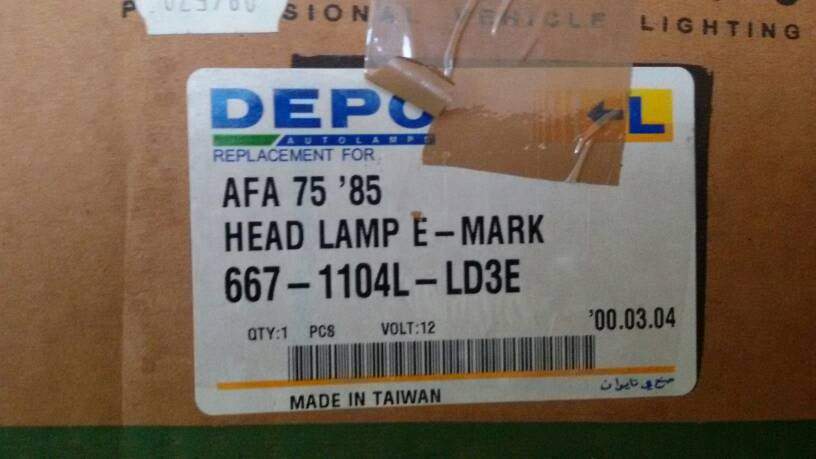 VEHICLE LIGHTING
DEPO L
AUTOLAMPS
REPLACEMENT FOR
AFA 75 '85
HEAD LAMP E-MARK
667-1104L-LD3E
'00.03.04
QTY:1 PCS VOLT:12
صنع في تايوان
MADE IN TAIWAN